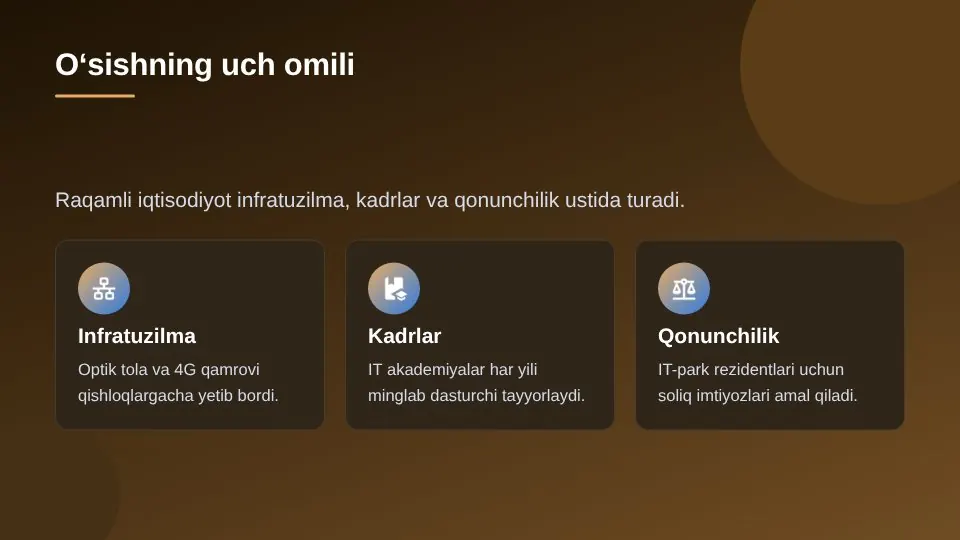 O‘sishning uch omili
Raqamli iqtisodiyot infratuzilma, kadrlar va qonunchilik ustida turadi.
Infratuzilma
Optik tola va 4G qamrovi
qishloqlargacha yetib bordi.
Kadrlar
IT akademiyalar har yili
minglab dasturchi tayyorlaydi.
Qonunchilik
IT-park rezidentlari uchun
soliq imtiyozlari amal qiladi.